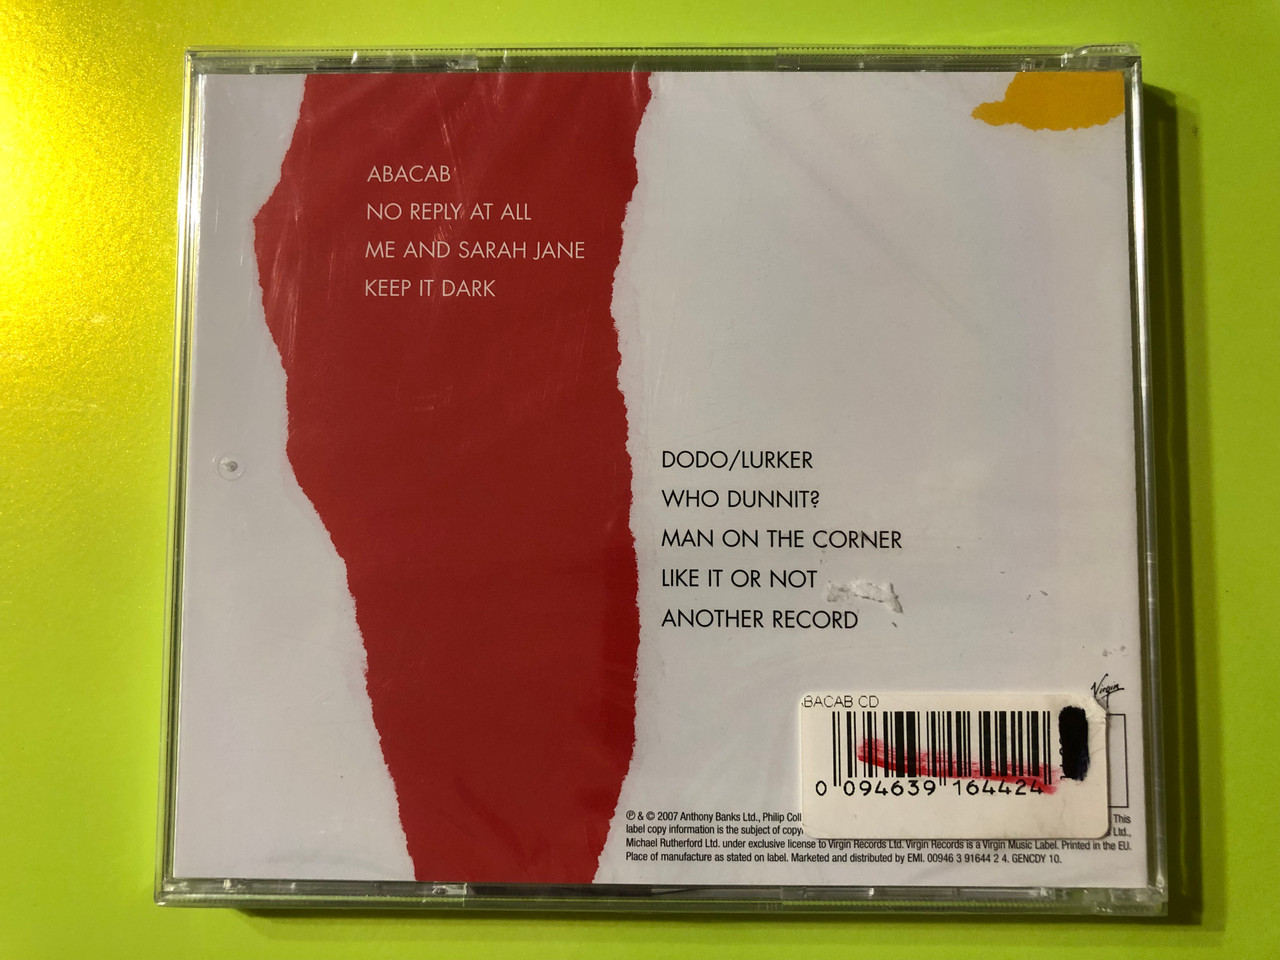 ABACAB
NO REPLY AT ALL
ME AND SARAH JANE
KEEP IT DARK
DODO/LURKER
WHO DUNNIT?
MAN ON THE CORNER
LIKE IT OR NOT
ANOTHER RECORD
Virgin
BACAB CD
0 094639 164424
℗ & © 2007 Anthony Banks Ltd., Philip Coll This
label copy information is the subject of copy Ltd.,
Michael Rutherford Ltd. under exclusive license to Virgin Records Ltd. Virgin Records is a Virgin Music Label. Printed in the EU.
Place of manufacture as stated on label. Marketed and distributed by EMI. 00946 3 91644 2 4. GENCDY 10.